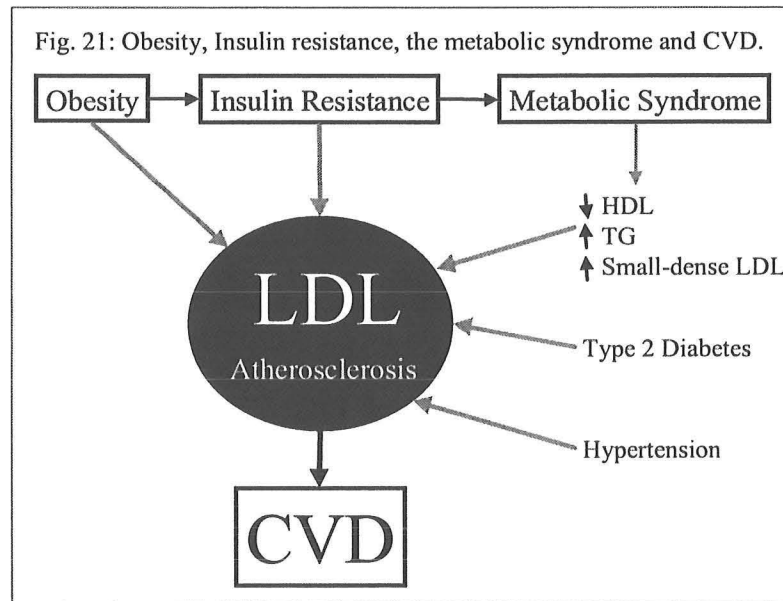 Fig. 21: Obesity, Insulin resistance, the metabolic syndrome and CVD.
Obesity
Insulin Resistance
Metabolic Syndrome
HDL
TG
Small-dense LDL
LDL
Atherosclerosis
Type 2 Diabetes
Hypertension
CVD